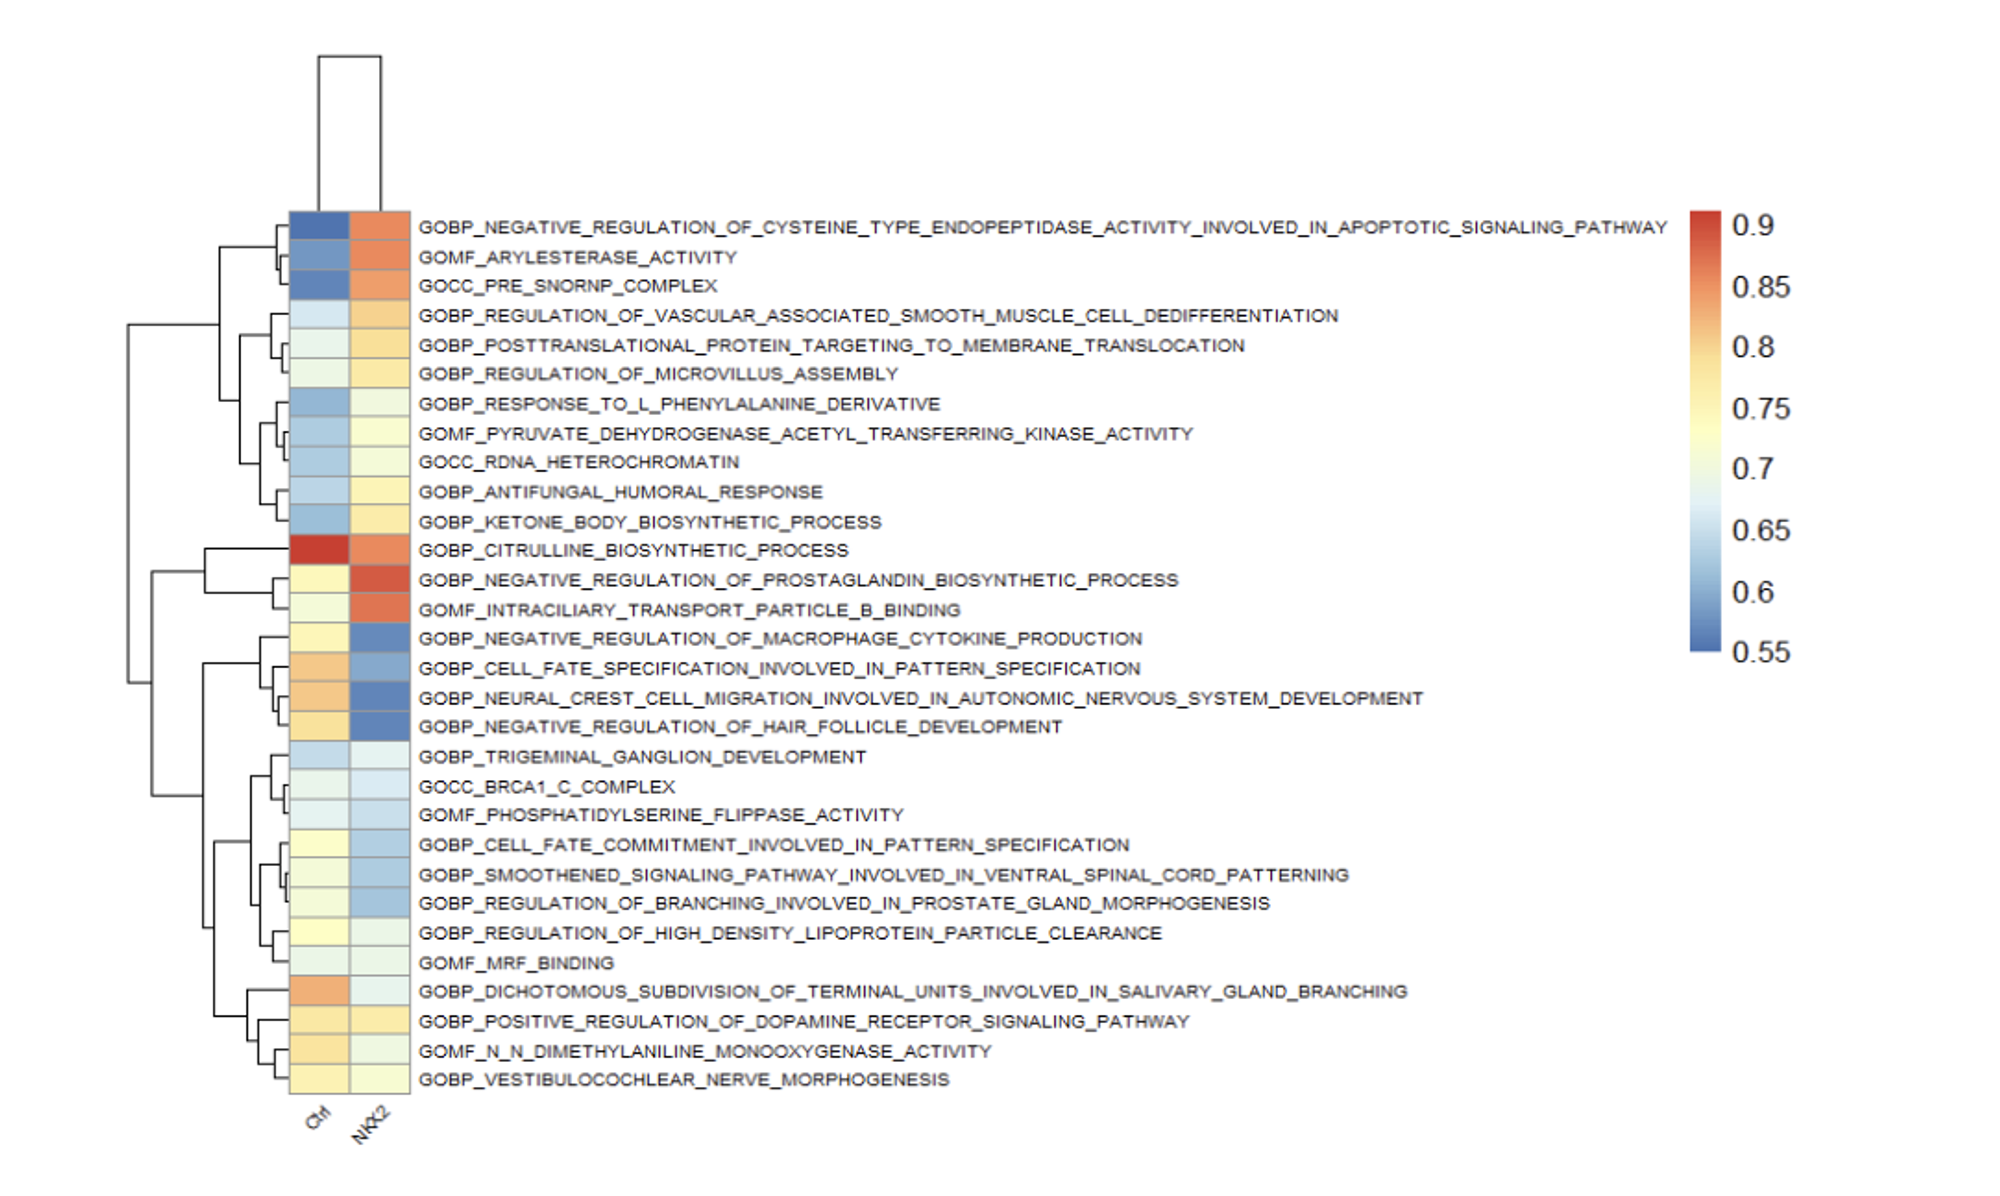 GOBP_NEGATIVE_REGULATION_OF_CYSTEINE_TYPE_ENDOPEPTIDASE_ACTIVITY_INVOLVED_IN_APOPTOTIC_SIGNALING_PATHWAY
GOMF_ARYLESTERASE_ACTIVITY
GOCC_PRE_SNORNP_COMPLEX
GOBP_REGULATION_OF_VASCULAR_ASSOCIATED_SMOOTH_MUSCLE_CELL_DEDIFFERENTIATION
GOBP_POSTTRANSLATIONAL_PROTEIN_TARGETING_TO_MEMBRANE_TRANSLOCATION
GOBP_REGULATION_OF_MICROVILLUS_ASSEMBLY
GOBP_RESPONSE_TO_L_PHENYLALANINE_DERIVATIVE
GOMF_PYRUVATE_DEHYDROGENASE_ACETYL_TRANSFERRING_KINASE_ACTIVITY
GOCC_RDNA_HETEROCHROMATIN
GOBP_ANTIFUNGAL_HUMORAL_RESPONSE
GOBP_KETONE_BODY_BIOSYNTHETIC_PROCESS
GOBP_CITRULLINE_BIOSYNTHETIC_PROCESS
GOBP_NEGATIVE_REGULATION_OF_PROSTAGLANDIN_BIOSYNTHETIC_PROCESS
GOMF_INTRACILIARY_TRANSPORT_PARTICLE_B_BINDING
GOBP_NEGATIVE_REGULATION_OF_MACROPHAGE_CYTOKINE_PRODUCTION
GOBP_CELL_FATE_SPECIFICATION_INVOLVED_IN_PATTERN_SPECIFICATION
GOBP_NEURAL_CREST_CELL_MIGRATION_INVOLVED_IN_AUTONOMIC_NERVOUS_SYSTEM_DEVELOPMENT
GOBP_NEGATIVE_REGULATION_OF_HAIR_FOLLICLE_DEVELOPMENT
GOBP_TRIGEMINAL_GANGLION_DEVELOPMENT
GOCC_BRCA1_C_COMPLEX
GOMF_PHOSPHATIDYLSERINE_FLIPPASE_ACTIVITY
GOBP_CELL_FATE_COMMITMENT_INVOLVED_IN_PATTERN_SPECIFICATION
GOBP_SMOOTHENED_SIGNALING_PATHWAY_INVOLVED_IN_VENTRAL_SPINAL_CORD_PATTERNING
GOBP_REGULATION_OF_BRANCHING_INVOLVED_IN_PROSTATE_GLAND_MORPHOGENESIS
GOBP_REGULATION_OF_HIGH_DENSITY_LIPOPROTEIN_PARTICLE_CLEARANCE
GOMF_MRF_BINDING
GOBP_DICHOTOMOUS_SUBDIVISION_OF_TERMINAL_UNITS_INVOLVED_IN_SALIVARY_GLAND_BRANCHING
GOBP_POSITIVE_REGULATION_OF_DOPAMINE_RECEPTOR_SIGNALING_PATHWAY
GOMF_N_N_DIMETHYLANILINE_MONOOXYGENASE_ACTIVITY
GOBP_VESTIBULOCOCHLEAR_NERVE_MORPHOGENESIS
Ctrl
NKX2
0.9
0.85
0.8
0.75
0.7
0.65
0.6
0.55